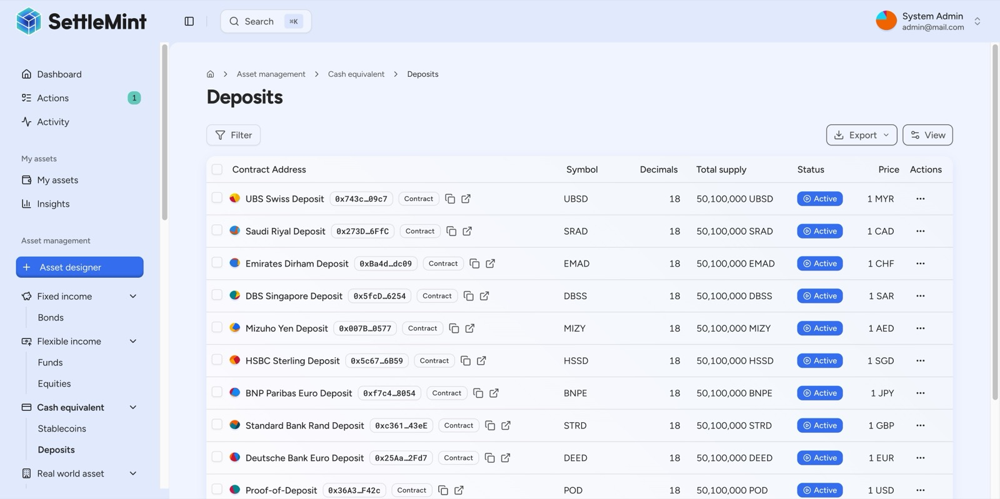 SettleMint
Search ⌘K
System Admin
admin@mail.com
Dashboard
Actions 1
Activity
My assets
My assets
Insights
Asset management
+ Asset designer
Fixed income
Bonds
Flexible income
Funds
Equities
Cash equivalent
Stablecoins
Deposits
Real world asset
Asset management > Cash equivalent > Deposits
Deposits
Filter
Export
View
Contract Address Symbol Decimals Total supply Status Price Actions
UBS Swiss Deposit 0x743c…09c7 Contract UBSD 18 50,100,000 UBSD Active 1 MYR ···
Saudi Riyal Deposit 0x273D…6FfC Contract SRAD 18 50,100,000 SRAD Active 1 CAD ···
Emirates Dirham Deposit 0xBa4d…dc09 Contract EMAD 18 50,100,000 EMAD Active 1 CHF ···
DBS Singapore Deposit 0x5fcD…6254 Contract DBSS 18 50,100,000 DBSS Active 1 SAR ···
Mizuho Yen Deposit 0x007B…0577 Contract MIZY 18 50,100,000 MIZY Active 1 AED ···
HSBC Sterling Deposit 0x5c67…6B59 Contract HSSD 18 50,100,000 HSSD Active 1 SGD ···
BNP Paribas Euro Deposit 0xf7c4…8054 Contract BNPE 18 50,100,000 BNPE Active 1 JPY ···
Standard Bank Rand Deposit 0xc361…43eE Contract STRD 18 50,100,000 STRD Active 1 GBP ···
Deutsche Bank Euro Deposit 0x25Aa…2Fd7 Contract DEED 18 50,100,000 DEED Active 1 EUR ···
Proof-of-Deposit 0x36A3…F42c Contract POD 18 50,100,000 POD Active 1 USD ···